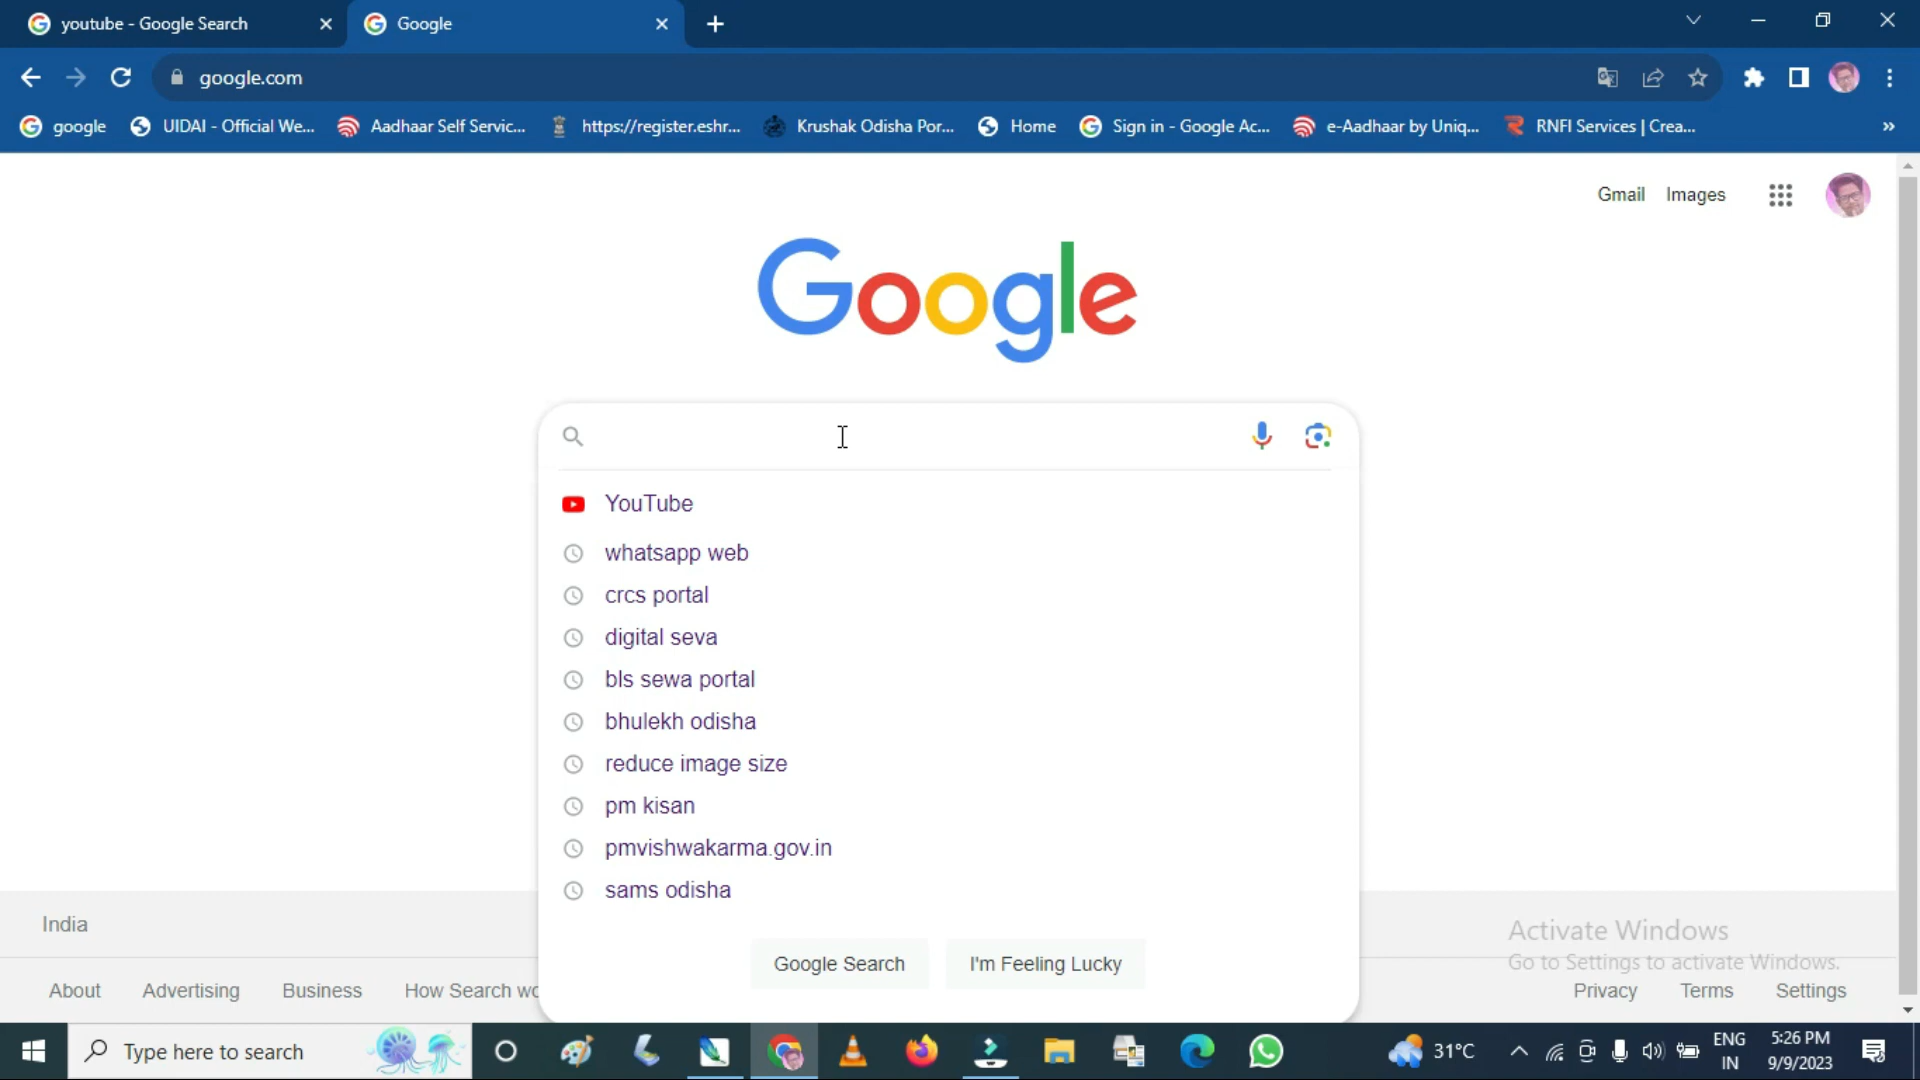 youtube - Google Search
Google
google.com
google
UIDAI - Official We...
Aadhaar Self Servic...
https://register.eshr...
Krushak Odisha Por...
Home
Sign in - Google Ac...
e-Aadhaar by Uniq...
RNFI Services | Crea...
Gmail
Images
Google
YouTube
whatsapp web
crcs portal
digital seva
bls sewa portal
bhulekh odisha
reduce image size
pm kisan
pmvishwakarma.gov.in
sams odisha
Google Search
I'm Feeling Lucky
India
Activate Windows
Go to Settings to activate Windows.
About
Advertising
Business
How Search wo
Privacy
Terms
Settings
Type here to search
31°C
ENG
IN
5:26 PM
9/9/2023